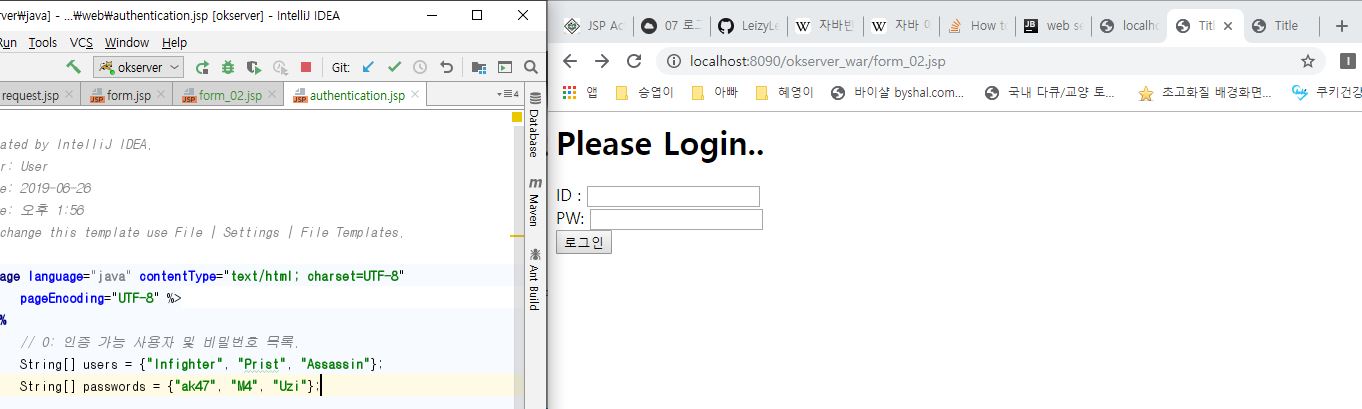 erver₩java] - ...₩web₩authentication.jsp [okserver] - IntelliJ IDEA
Run Tools VCS Window Help
okserver Git:
request.jsp form.jsp form_02.jsp authentication.jsp 4
ated by IntelliJ IDEA.
r: User
e: 2019-06-26
e: 오후 1:56
change this template use File | Settings | File Templates.
age language="java" contentType="text/html; charset=UTF-8"
pageEncoding="UTF-8" %>
%
// 0: 인증 가능 사용자 및 비밀번호 목록.
String[] users = {"Infighter", "Prist", "Assassin"};
String[] passwords = {"ak47", "M4", "Uzi"};
Database
m
Maven
Ant Build
JSP Ac 07 로그 LeizyLe 자바빈 자바 이 How to web se localho Titl Title
localhost:8090/okserver_war/form_02.jsp
앱 승엽이 아빠 혜영이 바이샬 byshal.com... 국내 다큐/교양 토... 초고화질 배경화면... 쿠키건강
Please Login..
ID :
PW:
로그인